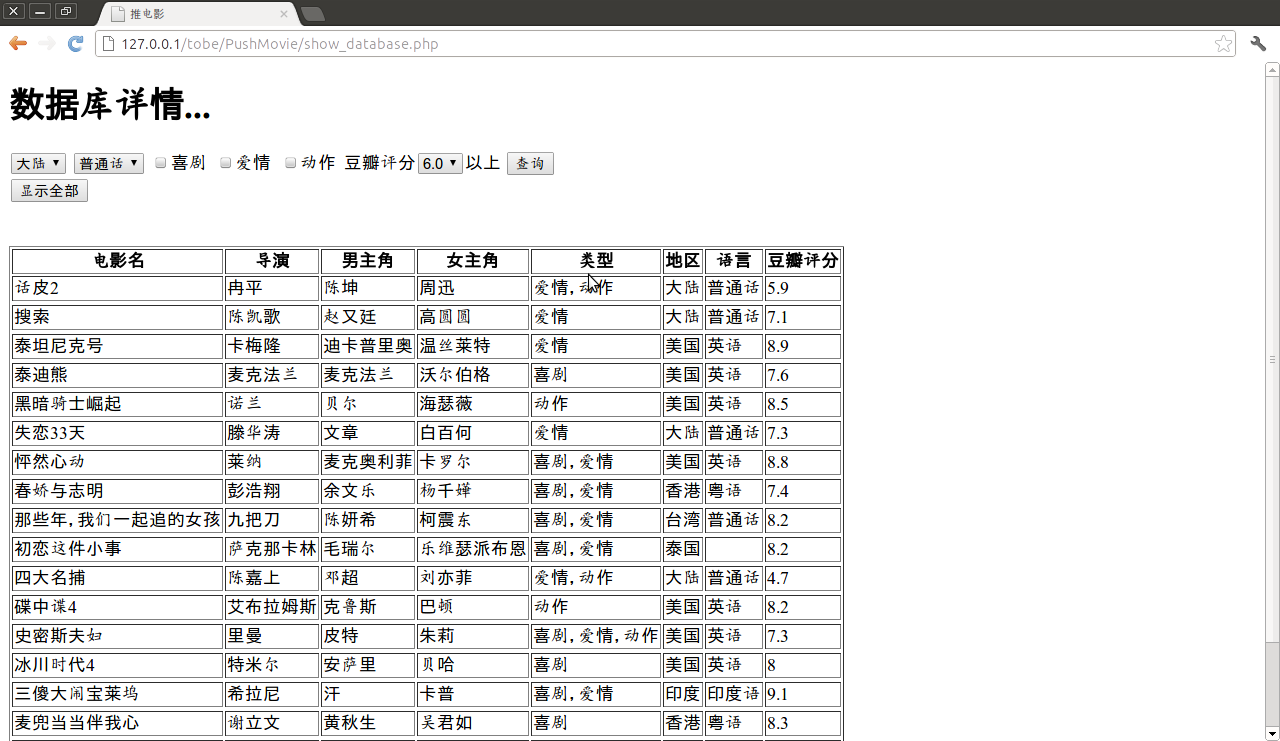 推电影
127.0.0.1/tobe/PushMovie/show_database.php
数据库详情...
大陆 普通话 喜剧 爱情 动作 豆瓣评分 6.0 以上 查询
显示全部
电影名 导演 男主角 女主角 类型 地区 语言 豆瓣评分
话皮2 冉平 陈坤 周迅 爱情,动作 大陆 普通话 5.9
搜索 陈凯歌 赵又廷 高圆圆 爱情 大陆 普通话 7.1
泰坦尼克号 卡梅隆 迪卡普里奥 温丝莱特 爱情 美国 英语 8.9
泰迪熊 麦克法兰 麦克法兰 沃尔伯格 喜剧 美国 英语 7.6
黑暗骑士崛起 诺兰 贝尔 海瑟薇 动作 美国 英语 8.5
失恋33天 滕华涛 文章 白百何 爱情 大陆 普通话 7.3
怦然心动 莱纳 麦克奥利菲 卡罗尔 喜剧,爱情 美国 英语 8.8
春娇与志明 彭浩翔 余文乐 杨千嬅 喜剧,爱情 香港 粤语 7.4
那些年,我们一起追的女孩 九把刀 陈妍希 柯震东 喜剧,爱情 台湾 普通话 8.2
初恋这件小事 萨克那卡林 毛瑞尔 乐维瑟派布恩 喜剧,爱情 泰国 8.2
四大名捕 陈嘉上 邓超 刘亦菲 爱情,动作 大陆 普通话 4.7
碟中谍4 艾布拉姆斯 克鲁斯 巴顿 动作 美国 英语 8.2
史密斯夫妇 里曼 皮特 朱莉 喜剧,爱情,动作 美国 英语 7.3
冰川时代4 特米尔 安萨里 贝哈 喜剧 美国 英语 8
三傻大闹宝莱坞 希拉尼 汗 卡普 喜剧,爱情 印度 印度语 9.1
麦兜当当伴我心 谢立文 黄秋生 吴君如 喜剧 香港 粤语 8.3